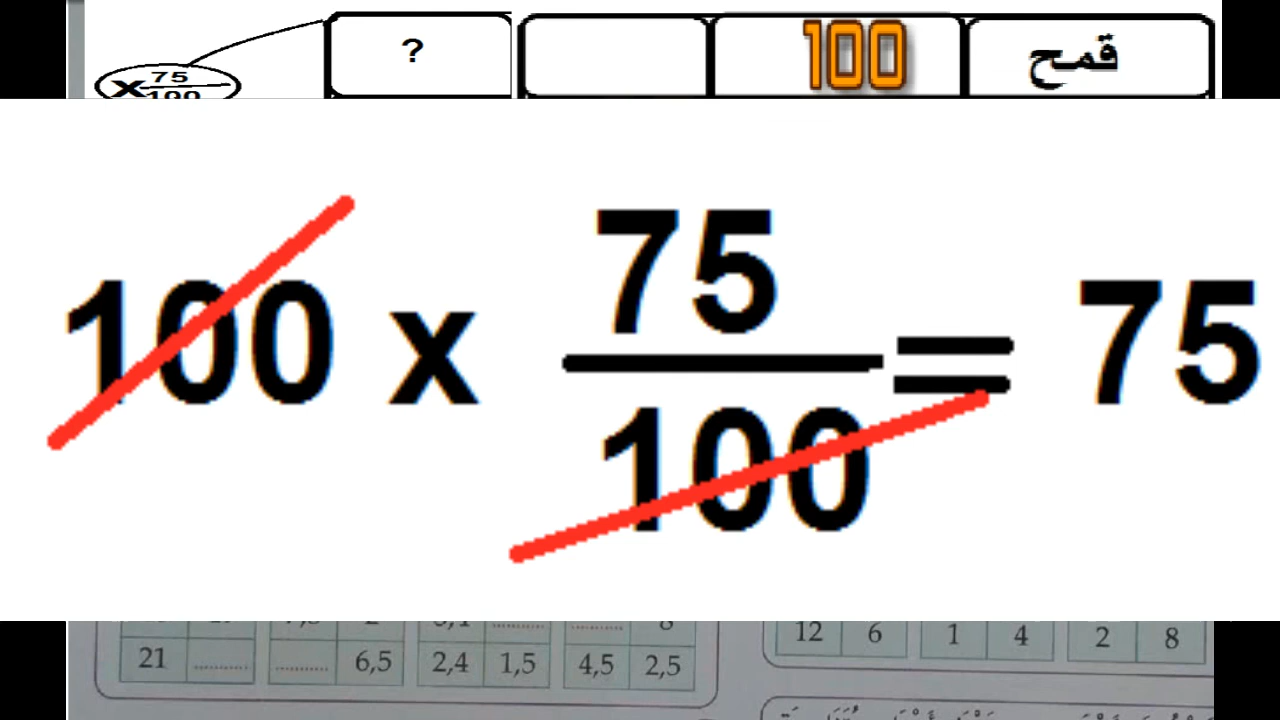 قمح 100 ?
x 75/100
100 x 75/100 = 75
12 6 1 4 2 8
21 .......... .......... 6,5 2,4 1,5 4,5 2,5